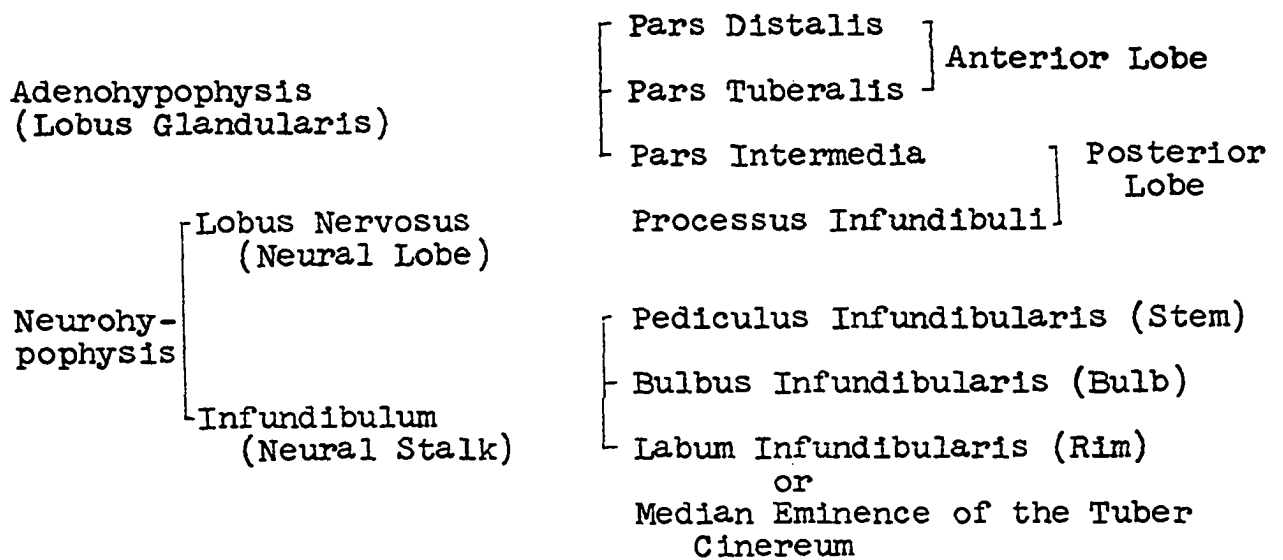 Pars Distalis
Anterior Lobe
Adenohypophysis
(Lobus Glandularis)
Pars Tuberalis
Pars Intermedia
Posterior
Lobe
Lobus Nervosus
(Neural Lobe)
Processus Infundibuli
Neurohy-
pophysis
Infundibulum
(Neural Stalk)
Pediculus Infundibularis (Stem)
Bulbus Infundibularis (Bulb)
Labum Infundibularis (Rim)
or
Median Eminence of the Tuber
Cinereum